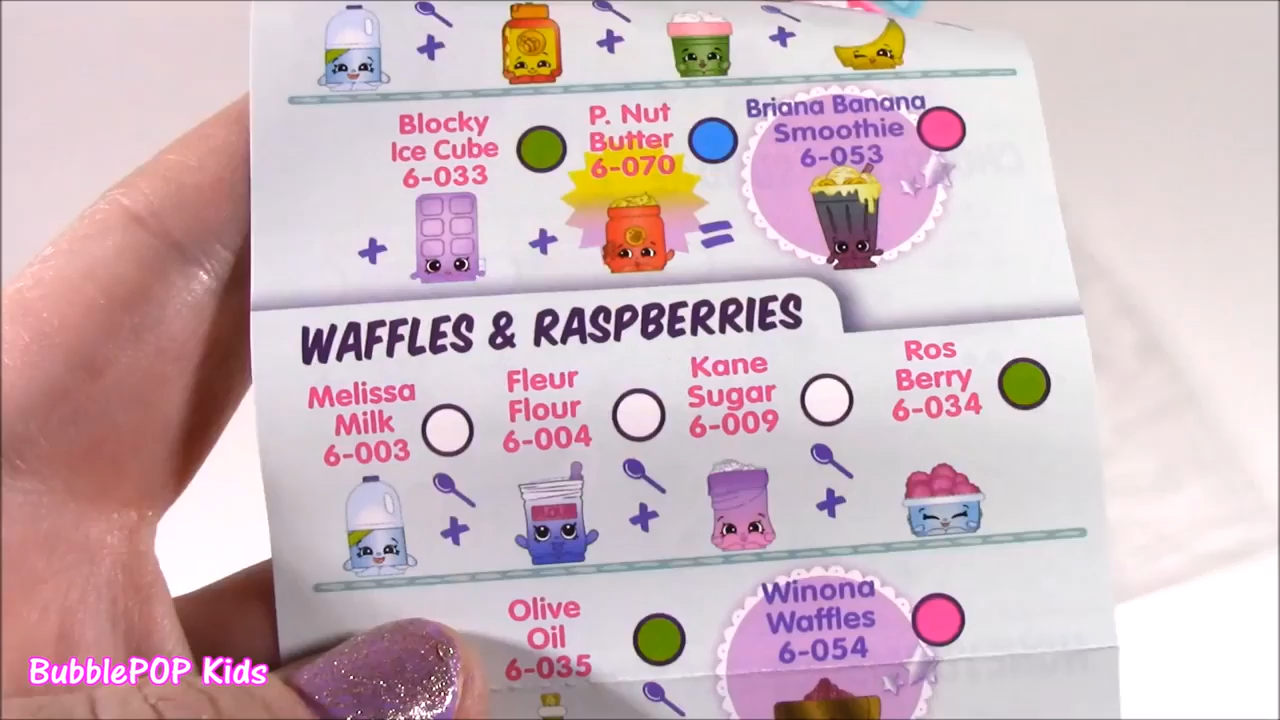 Blocky
Ice Cube
6-033
P. Nut
Butter
6-070
Briana Banana
Smoothie
6-053
WAFFLES & RASPBERRIES
Melissa
Milk
6-003
Fleur
Flour
6-004
Kane
Sugar
6-009
Ros
Berry
6-034
Olive
Oil
6-035
Winona
Waffles
6-054
BubblePOP Kids